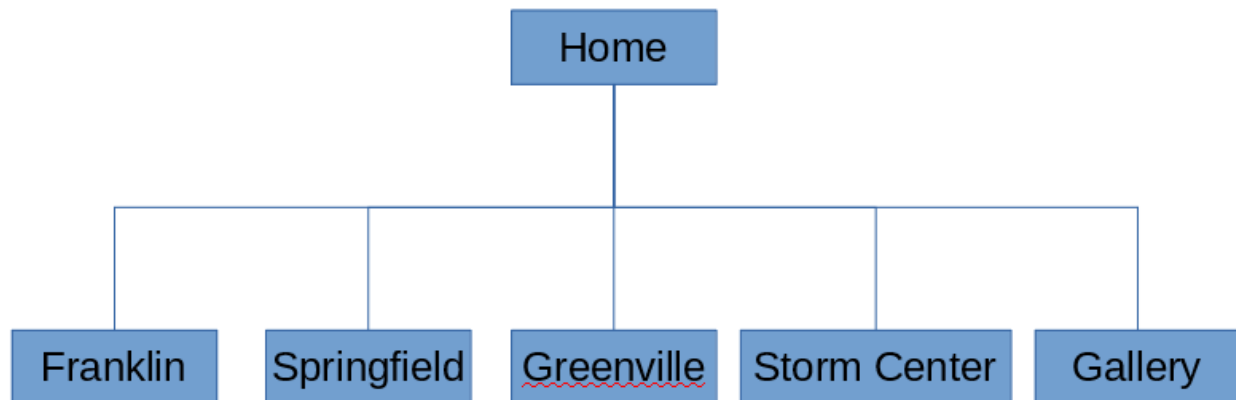 Home
Franklin
Springfield
Greenville
Storm Center
Gallery